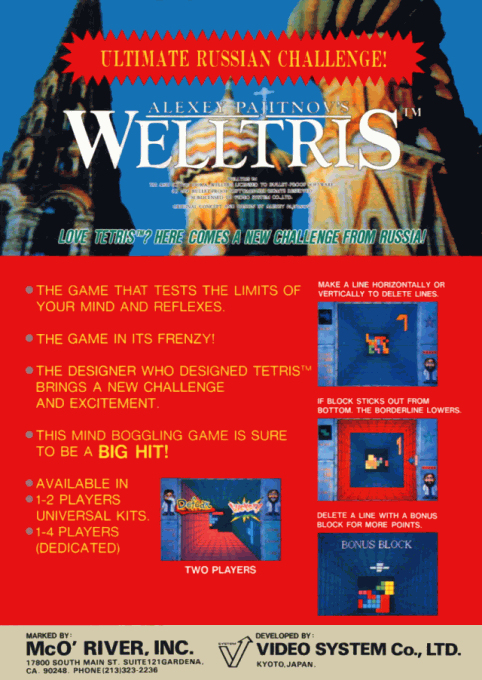 ULTIMATE RUSSIAN CHALLENGE!
ALEXEY PAJITNOV'S
WELLTRIS™
LOVE TETRIS™? HERE COMES A NEW CHALLENGE FROM RUSSIA!
THE GAME THAT TESTS THE LIMITS OF
YOUR MIND AND REFLEXES.
THE GAME IN ITS FRENZY!
THE DESIGNER WHO DESIGNED TETRIS™
BRINGS A NEW CHALLENGE
AND EXCITEMENT.
THIS MIND BOGGLING GAME IS SURE
TO BE A BIG HIT!
AVAILABLE IN
1-2 PLAYERS
UNIVERSAL KITS.
1-4 PLAYERS
(DEDICATED)
TWO PLAYERS
MAKE A LINE HORIZONTALLY OR
VERTICALLY TO DELETE LINES.
IF BLOCK STICKS OUT FROM
BOTTOM. THE BORDERLINE LOWERS.
DELETE A LINE WITH A BONUS
BLOCK FOR MORE POINTS.
BONUS BLOCK
MARKED BY:
McO' RIVER, INC.
17800 SOUTH MAIN ST. SUITE121GARDENA,
CA. 90248. PHONE(213)323-2236
DEVELOPED BY:
VIDEO SYSTEM Co., LTD.
KYOTO, JAPAN.